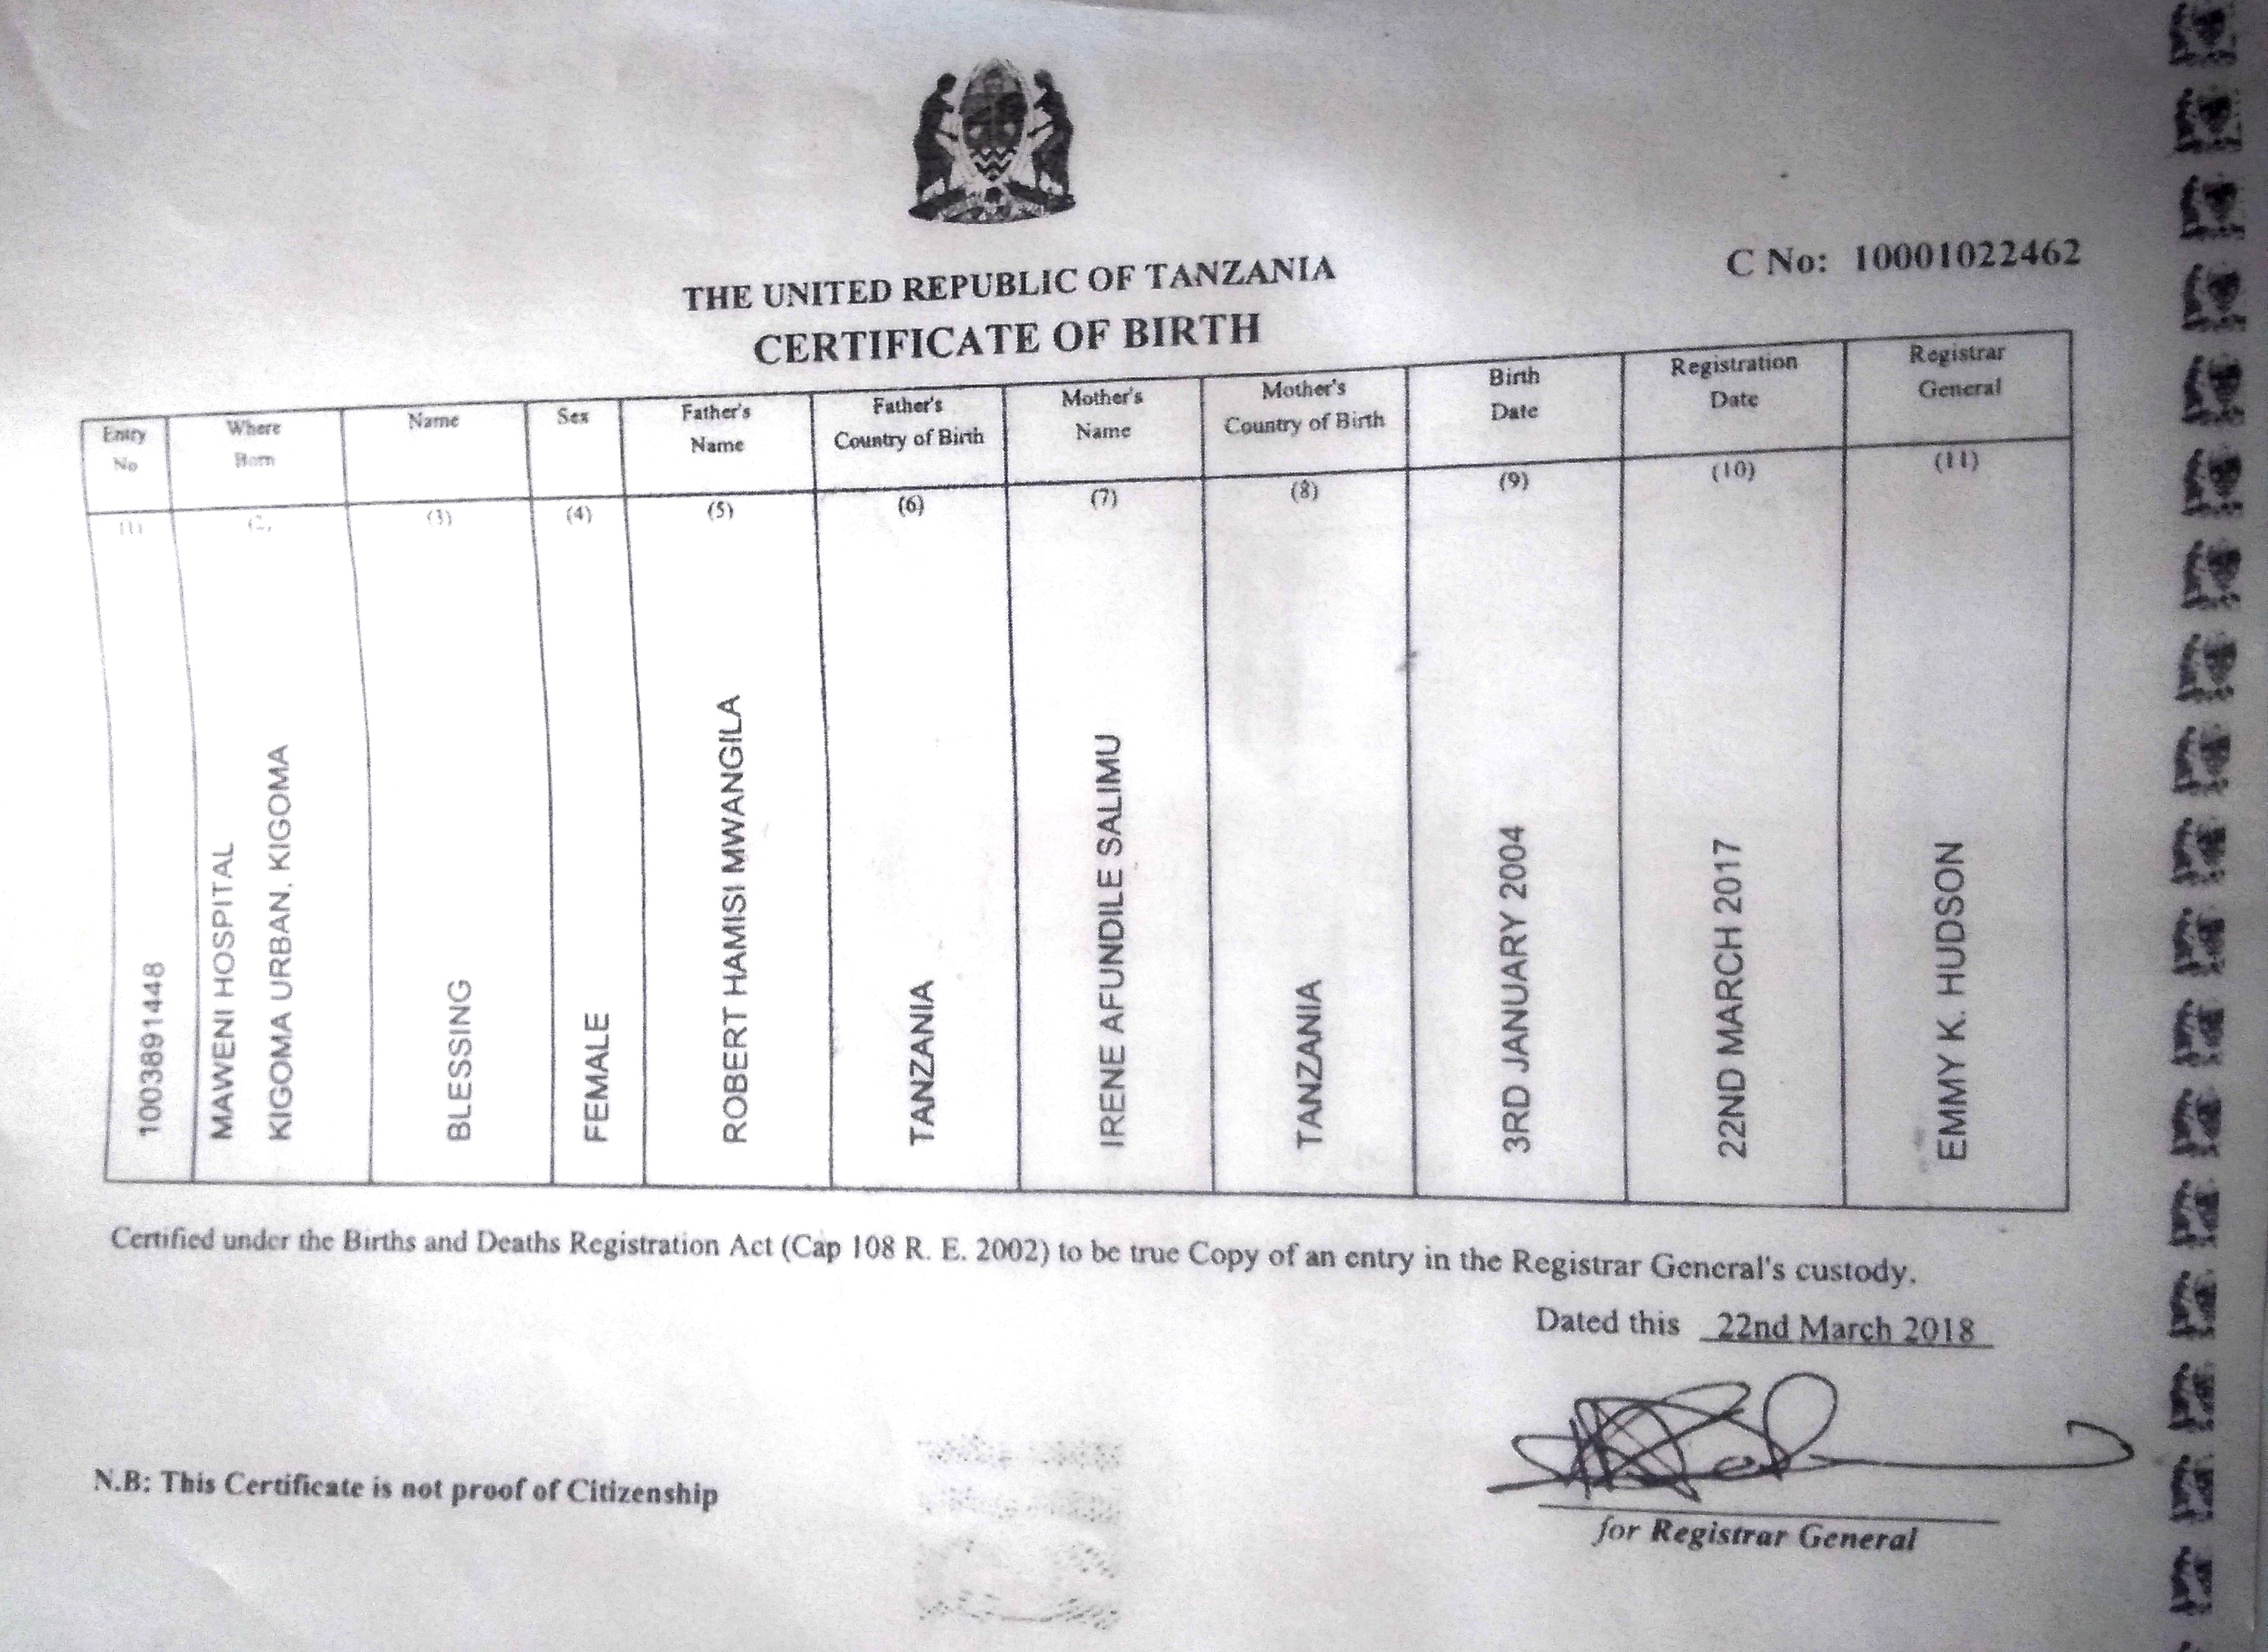 C No: 10001022462
THE UNITED REPUBLIC OF TANZANIA
CERTIFICATE OF BIRTH
Entry
No
Where
Born
Name
Sex
Father's
Name
Father's
Country of Birth
Mother's
Name
Mother's
Country of Birth
Birth
Date
Registration
Date
Registrar
General
(1)
(2)
(3)
(4)
(5)
(6)
(7)
(8)
(9)
(10)
(11)
1003891448
MAWENI HOSPITAL
KIGOMA URBAN, KIGOMA
BLESSING
FEMALE
ROBERT HAMISI MWANGILA
TANZANIA
IRENE AFUNDILE SALIMU
TANZANIA
3RD JANUARY 2004
22ND MARCH 2017
EMMY K. HUDSON
Certified under the Births and Deaths Registration Act (Cap 108 R. E. 2002) to be true Copy of an entry in the Registrar General's custody.
Dated this 22nd March 2018
N.B: This Certificate is not proof of Citizenship
for Registrar General